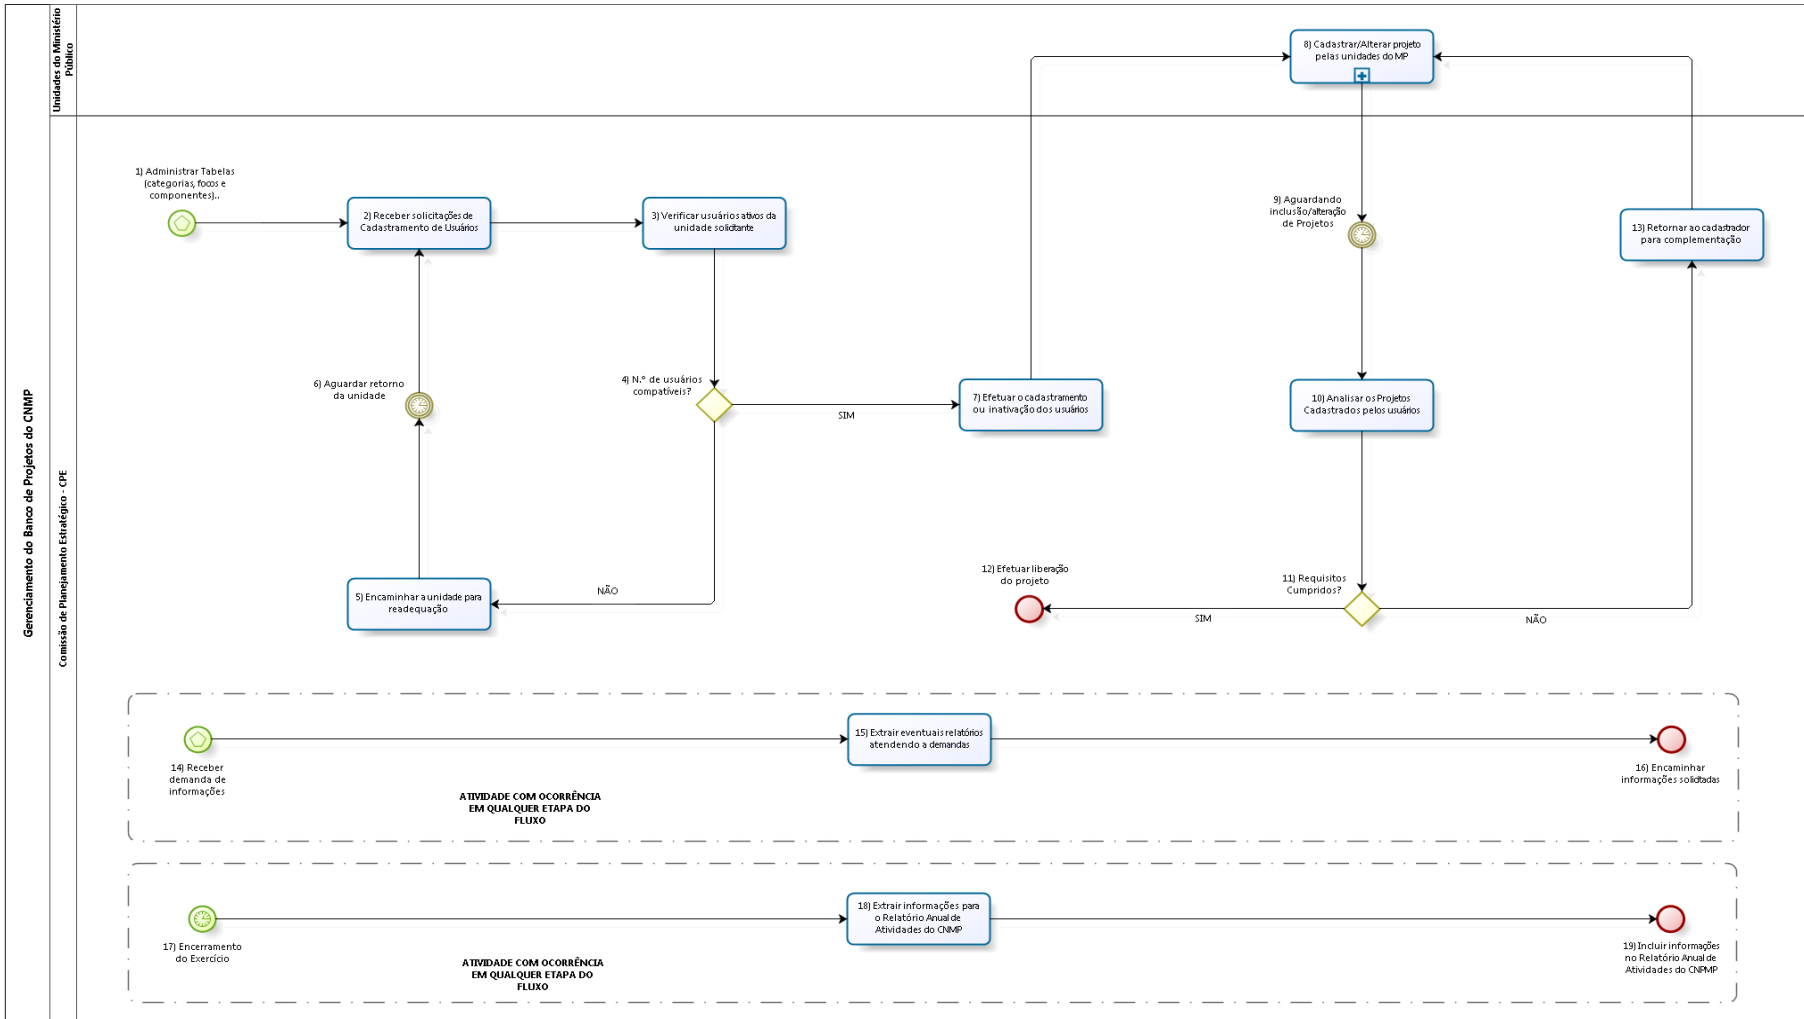 Gerenciamento do Banco de Projetos do CNMP
Unidades do Ministério
Público
Comissão de Planejamento Estratégico - CPE
8) Cadastrar/Alterar projeto
pelas unidades do MP
1) Administrar Tabelas
(categorias, focos e
componentes)..
2) Receber solicitações de
Cadastramento de Usuários
3) Verificar usuários ativos da
unidade solicitante
9) Aguardando
inclusão/alteração
de Projetos
13) Retornar ao cadastrador
para complementação
6) Aguardar retorno
da unidade
4) N.º de usuários
compatíveis?
SIM
7) Efetuar o cadastramento
ou inativação dos usuários
10) Analisar os Projetos
Cadastrados pelos usuários
5) Encaminhar a unidade para
readequação
NÃO
12) Efetuar liberação
do projeto
11) Requisitos
Cumpridos?
SIM
NÃO
14) Receber
demanda de
informações
15) Extrair eventuais relatórios
atendendo a demandas
16) Encaminhar
informações solicitadas
ATIVIDADE COM OCORRÊNCIA
EM QUALQUER ETAPA DO
FLUXO
17) Encerramento
do Exercício
18) Extrair informações para
o Relatório Anual de
Atividades do CNMP
19) Incluir informações
no Relatório Anual de
Atividades do CNPMP
ATIVIDADE COM OCORRÊNCIA
EM QUALQUER ETAPA DO
FLUXO